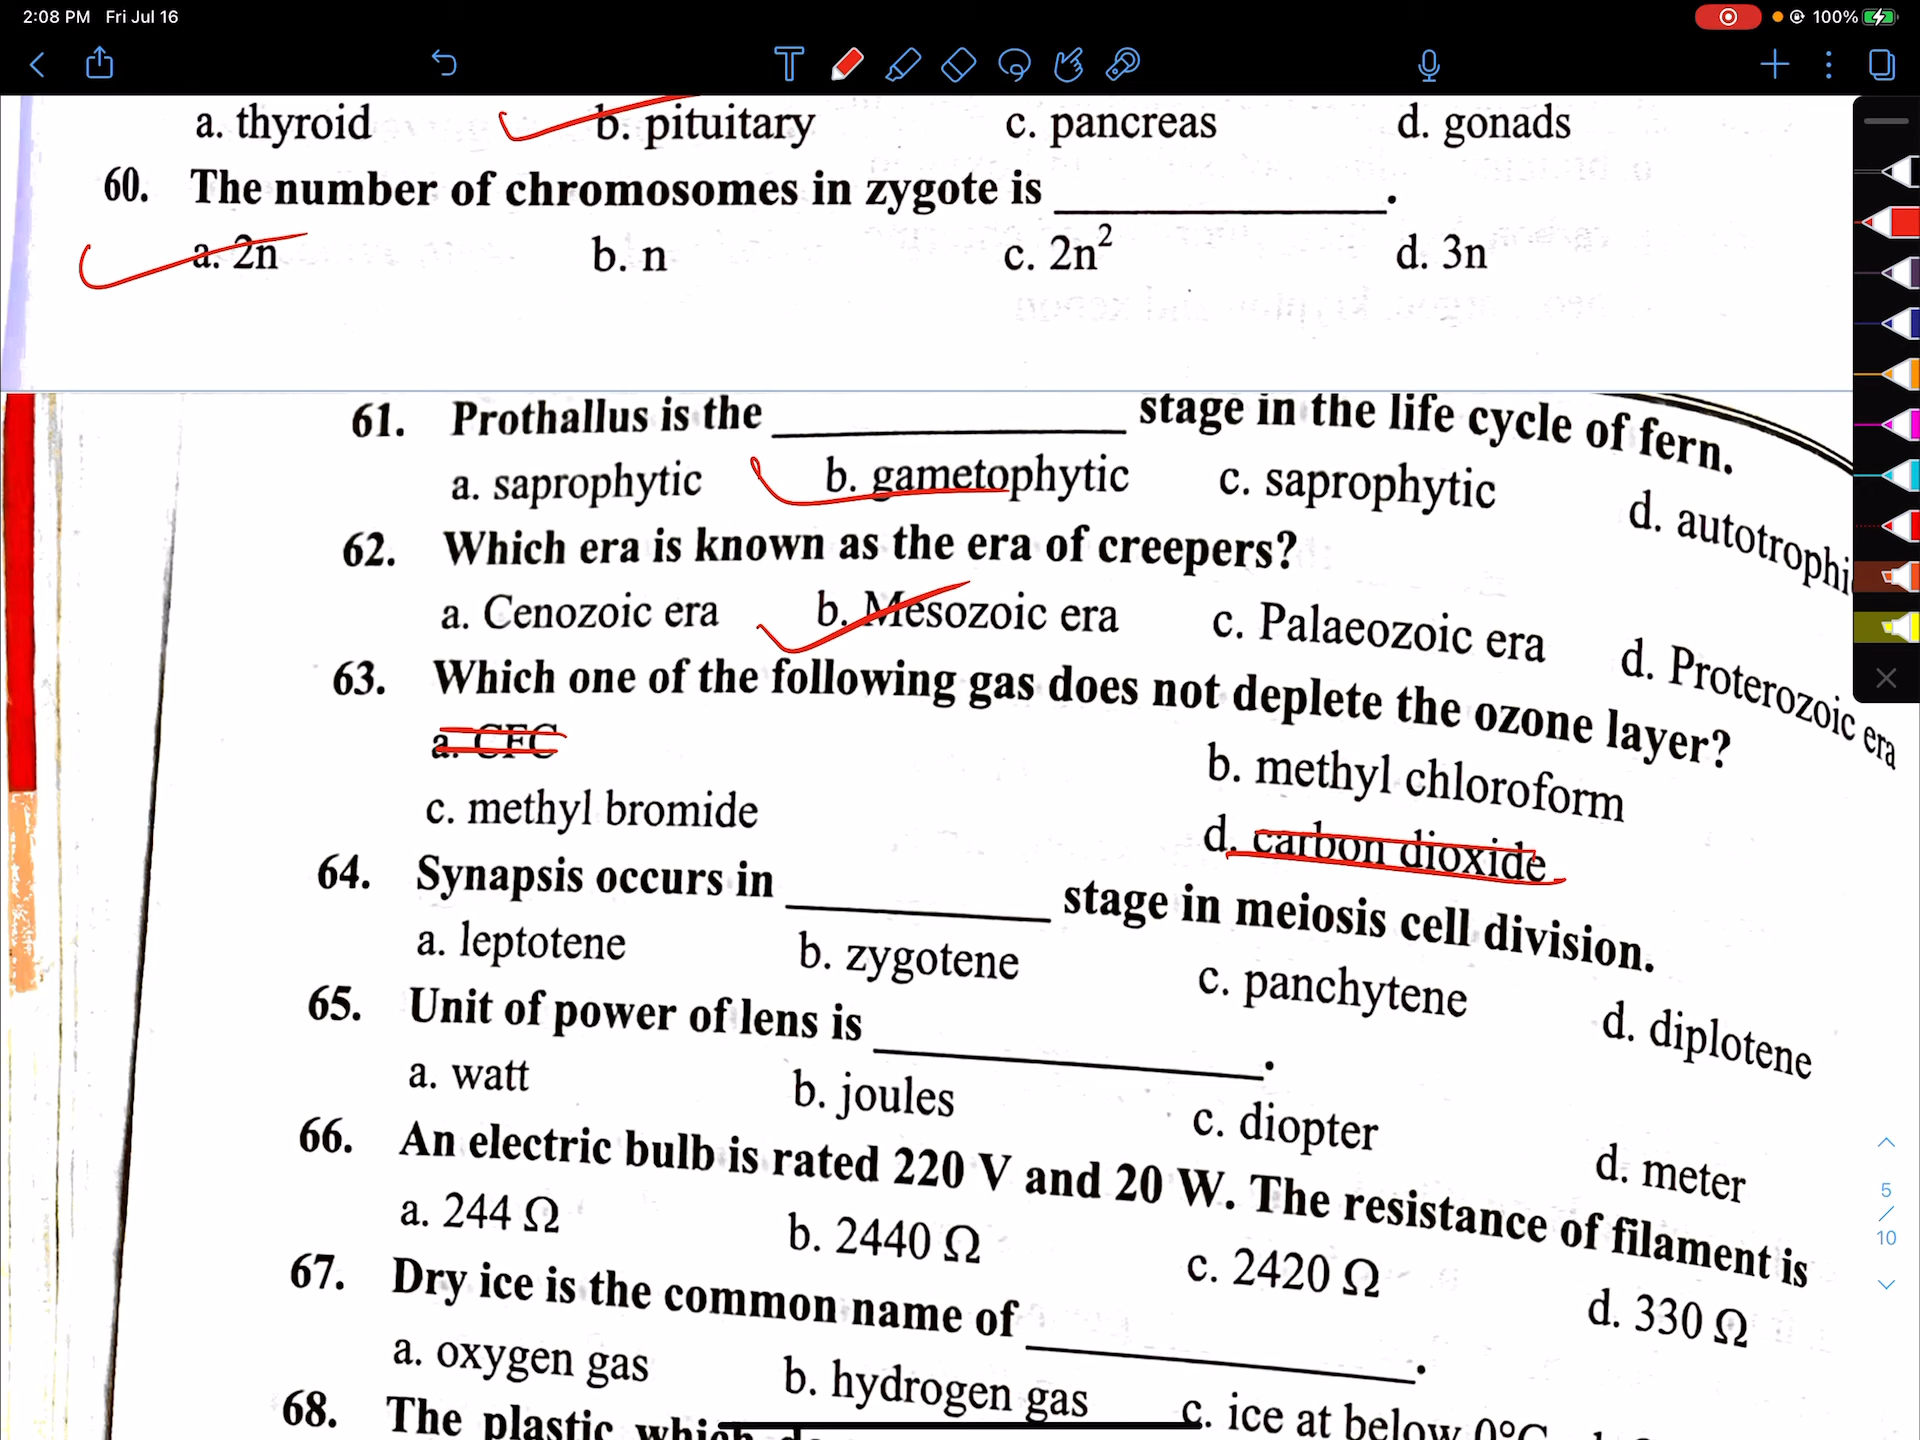 2:08 PM Fri Jul 16
100%
a. thyroid b. pituitary c. pancreas d. gonads
60. The number of chromosomes in zygote is ______.
a. 2n b. n c. 2n² d. 3n
61. Prothallus is the ______ stage in the life cycle of fern.
a. saprophytic b. gametophytic c. saprophytic d. autotrophi
62. Which era is known as the era of creepers?
a. Cenozoic era b. Mesozoic era c. Palaeozoic era d. Proterozoic era
63. Which one of the following gas does not deplete the ozone layer?
a. CFC b. methyl chloroform
c. methyl bromide d. carbon dioxide
64. Synapsis occurs in ______ stage in meiosis cell division.
a. leptotene b. zygotene c. panchytene d. diplotene
65. Unit of power of lens is ______.
a. watt b. joules c. diopter d. meter
66. An electric bulb is rated 220 V and 20 W. The resistance of filament is
a. 244 Ω b. 2440 Ω c. 2420 Ω d. 330 Ω
67. Dry ice is the common name of ______.
a. oxygen gas b. hydrogen gas c. ice at below 0°C
68. The plastic which
5
/
10